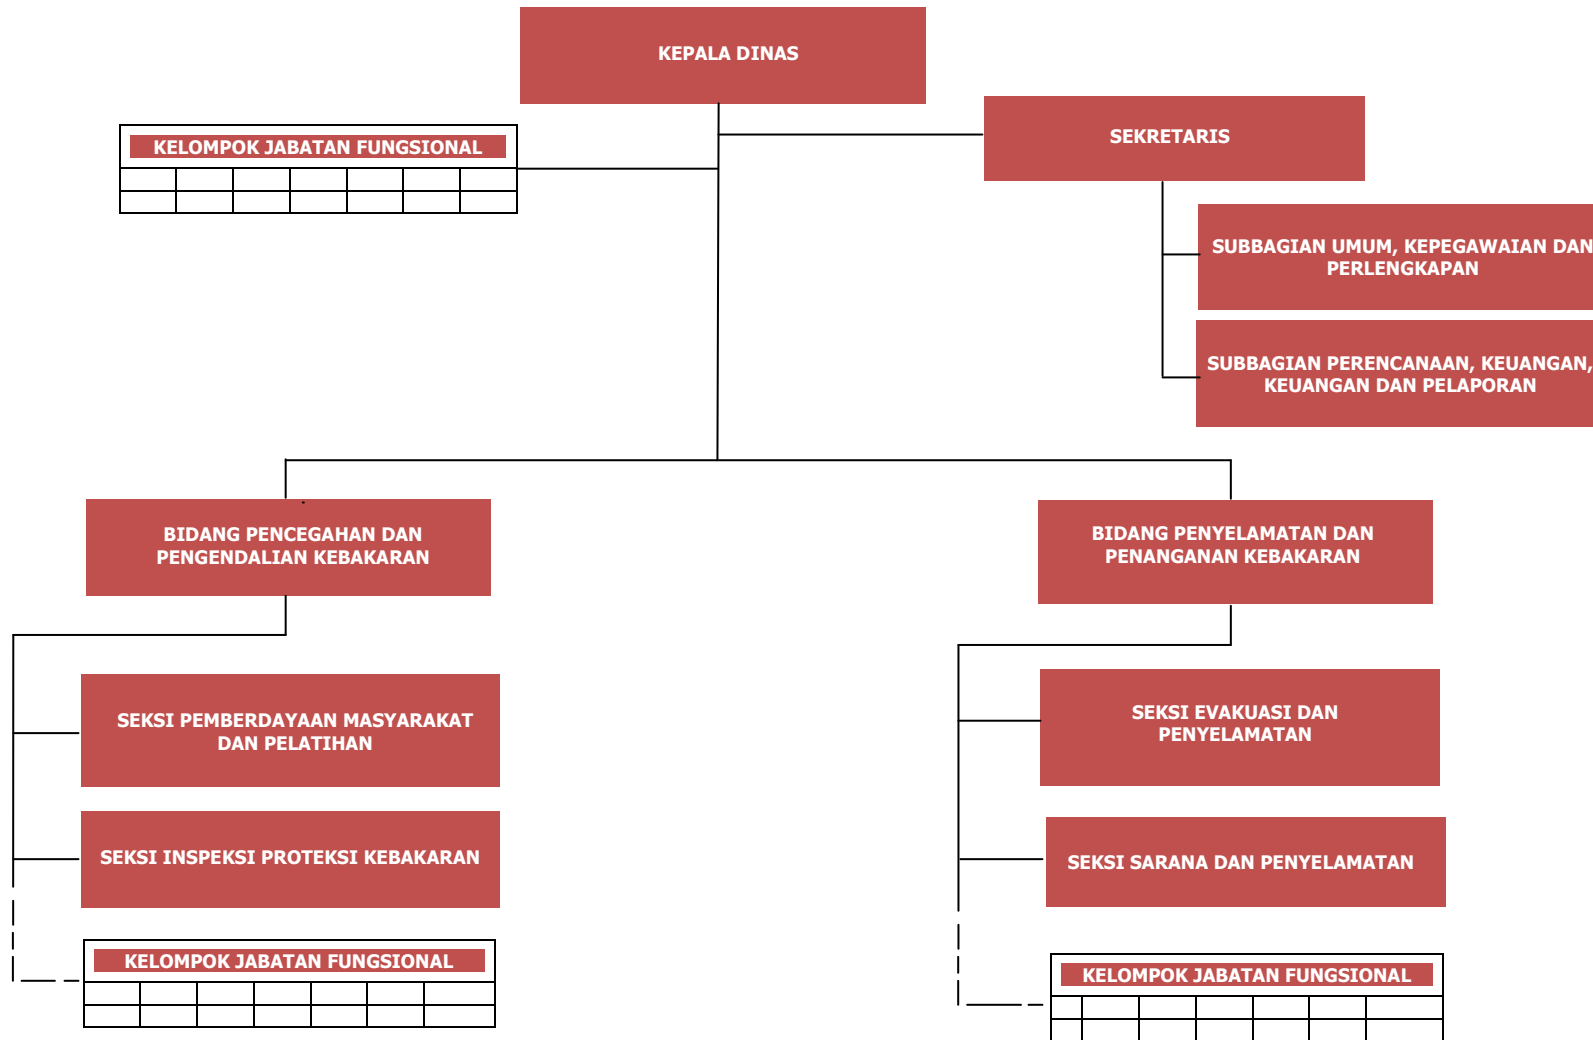 KEPALA DINAS
KELOMPOK JABATAN FUNGSIONAL
SEKRETARIS
SUBBAGIAN UMUM, KEPEGAWAIAN DAN
PERLENGKAPAN
SUBBAGIAN PERENCANAAN, KEUANGAN,
KEUANGAN DAN PELAPORAN
BIDANG PENCEGAHAN DAN
PENGENDALIAN KEBAKARAN
BIDANG PENYELAMATAN DAN
PENANGANAN KEBAKARAN
SEKSI PEMBERDAYAAN MASYARAKAT
DAN PELATIHAN
SEKSI EVAKUASI DAN
PENYELAMATAN
SEKSI INSPEKSI PROTEKSI KEBAKARAN
SEKSI SARANA DAN PENYELAMATAN
KELOMPOK JABATAN FUNGSIONAL
KELOMPOK JABATAN FUNGSIONAL